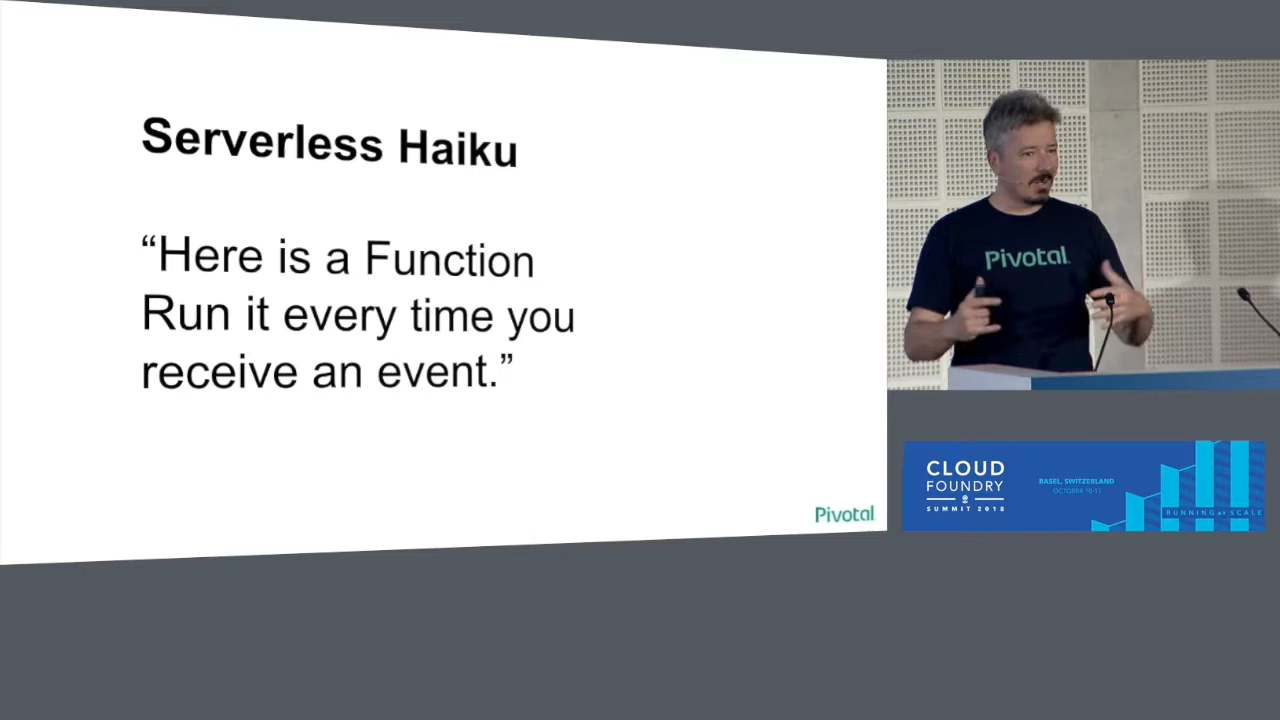 Serverless Haiku
“Here is a Function
Run it every time you
receive an event.”
Pivotal
Pivotal.
CLOUD
FOUNDRY
SUMMIT 2018
BASEL, SWITZERLAND
OCTOBER 10-11
RUNNING AT SCALE